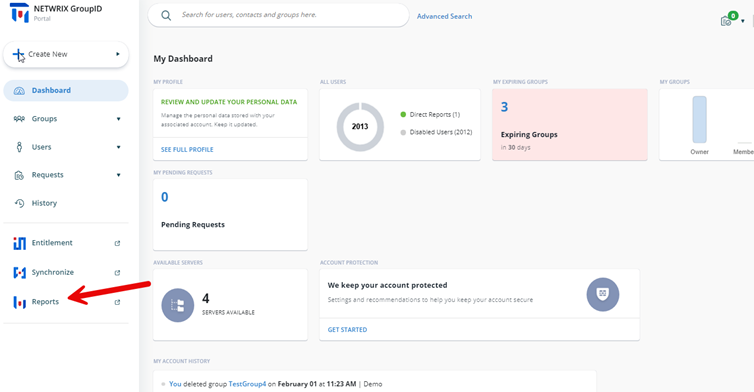 NETWRIX GroupID
Portal
Create New
Dashboard
Groups
Users
Requests
History
Entitlement
Synchronize
Reports
Search for users, contacts and groups here.
Advanced Search
0
My Dashboard
MY PROFILE
REVIEW AND UPDATE YOUR PERSONAL DATA
Manage the personal data stored with your
associated account. Keep it updated.
SEE FULL PROFILE
ALL USERS
2013
Direct Reports (1)
Disabled Users (2012)
MY EXPIRING GROUPS
3
Expiring Groups
in 30 days
MY GROUPS
Owner
Membe
MY PENDING REQUESTS
0
Pending Requests
AVAILABLE SERVERS
4
SERVERS AVAILABLE
ACCOUNT PROTECTION
We keep your account protected
Settings and recommendations to help you keep your account secure
GET STARTED
MY ACCOUNT HISTORY
You deleted group TestGroup4 on February 01 at 11:23 AM | Demo